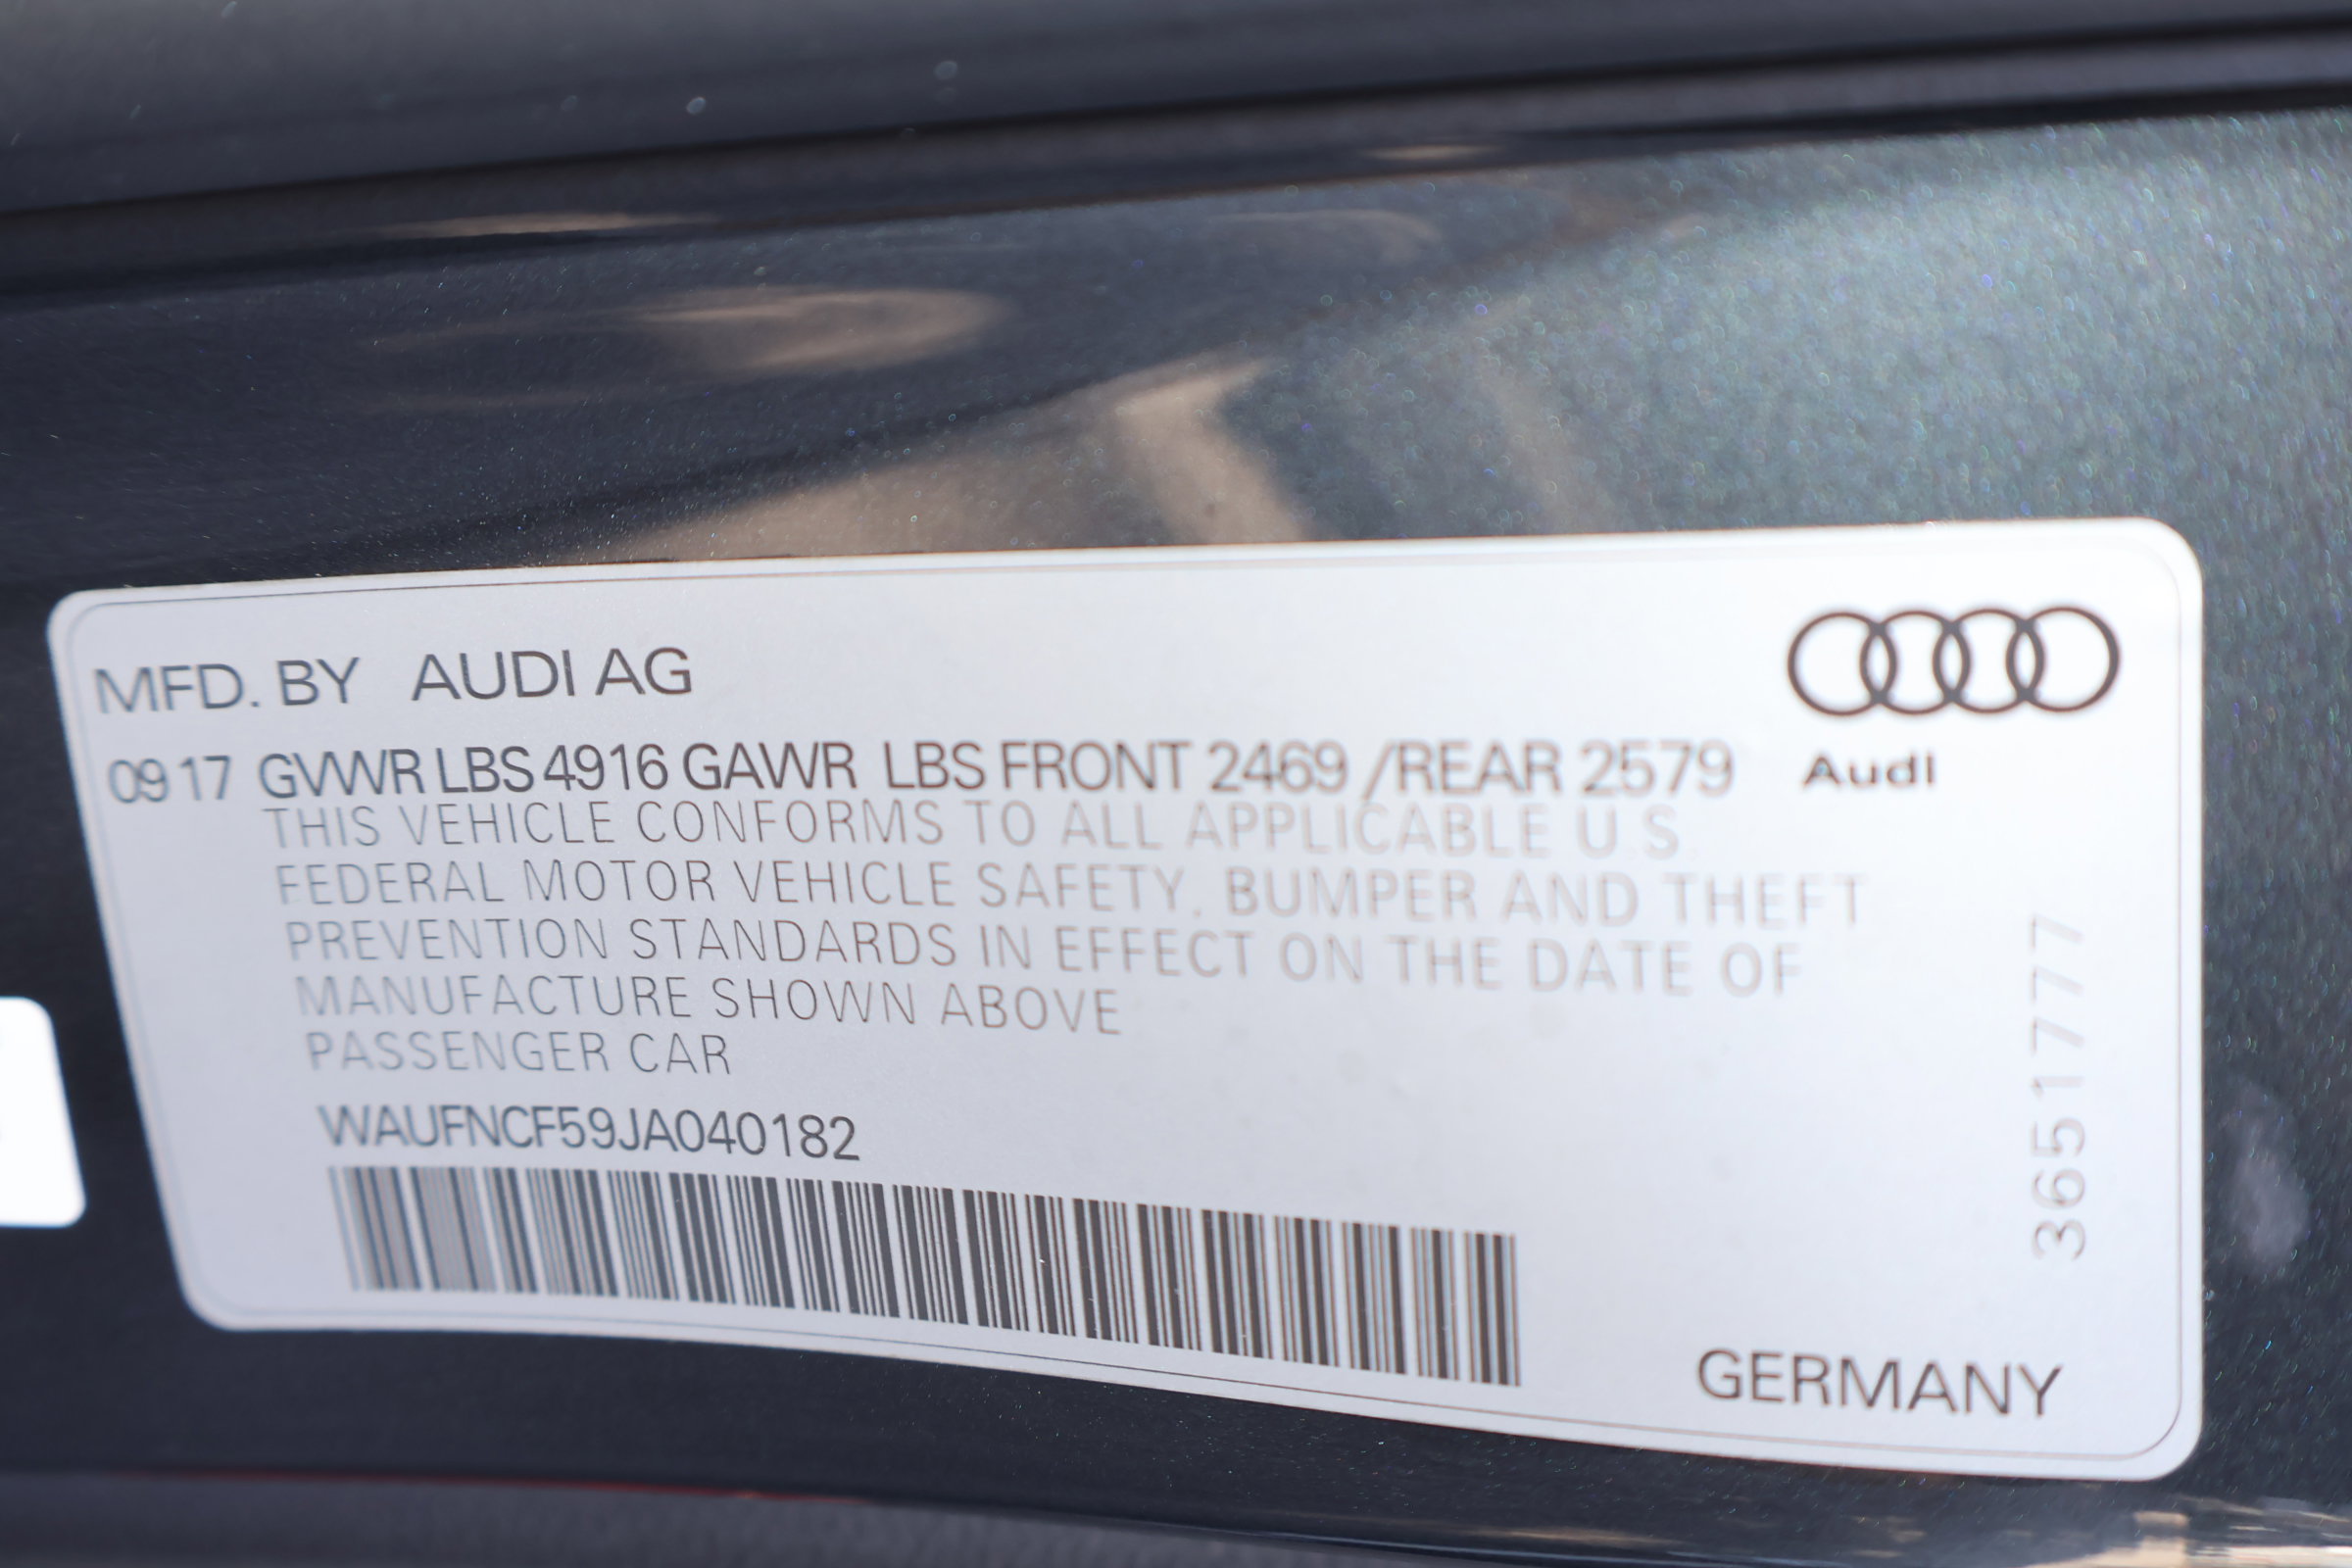 MFD. BY AUDI AG
09 17 GVWR LBS 4916 GAWR LBS FRONT 2469 /REAR 2579
Audi
THIS VEHICLE CONFORMS TO ALL APPLICABLE U S
FEDERAL MOTOR VEHICLE SAFETY, BUMPER AND THEFT
PREVENTION STANDARDS IN EFFECT ON THE DATE OF
MANUFACTURE SHOWN ABOVE
PASSENGER CAR
WAUFNCF59JA040182
3651777
GERMANY